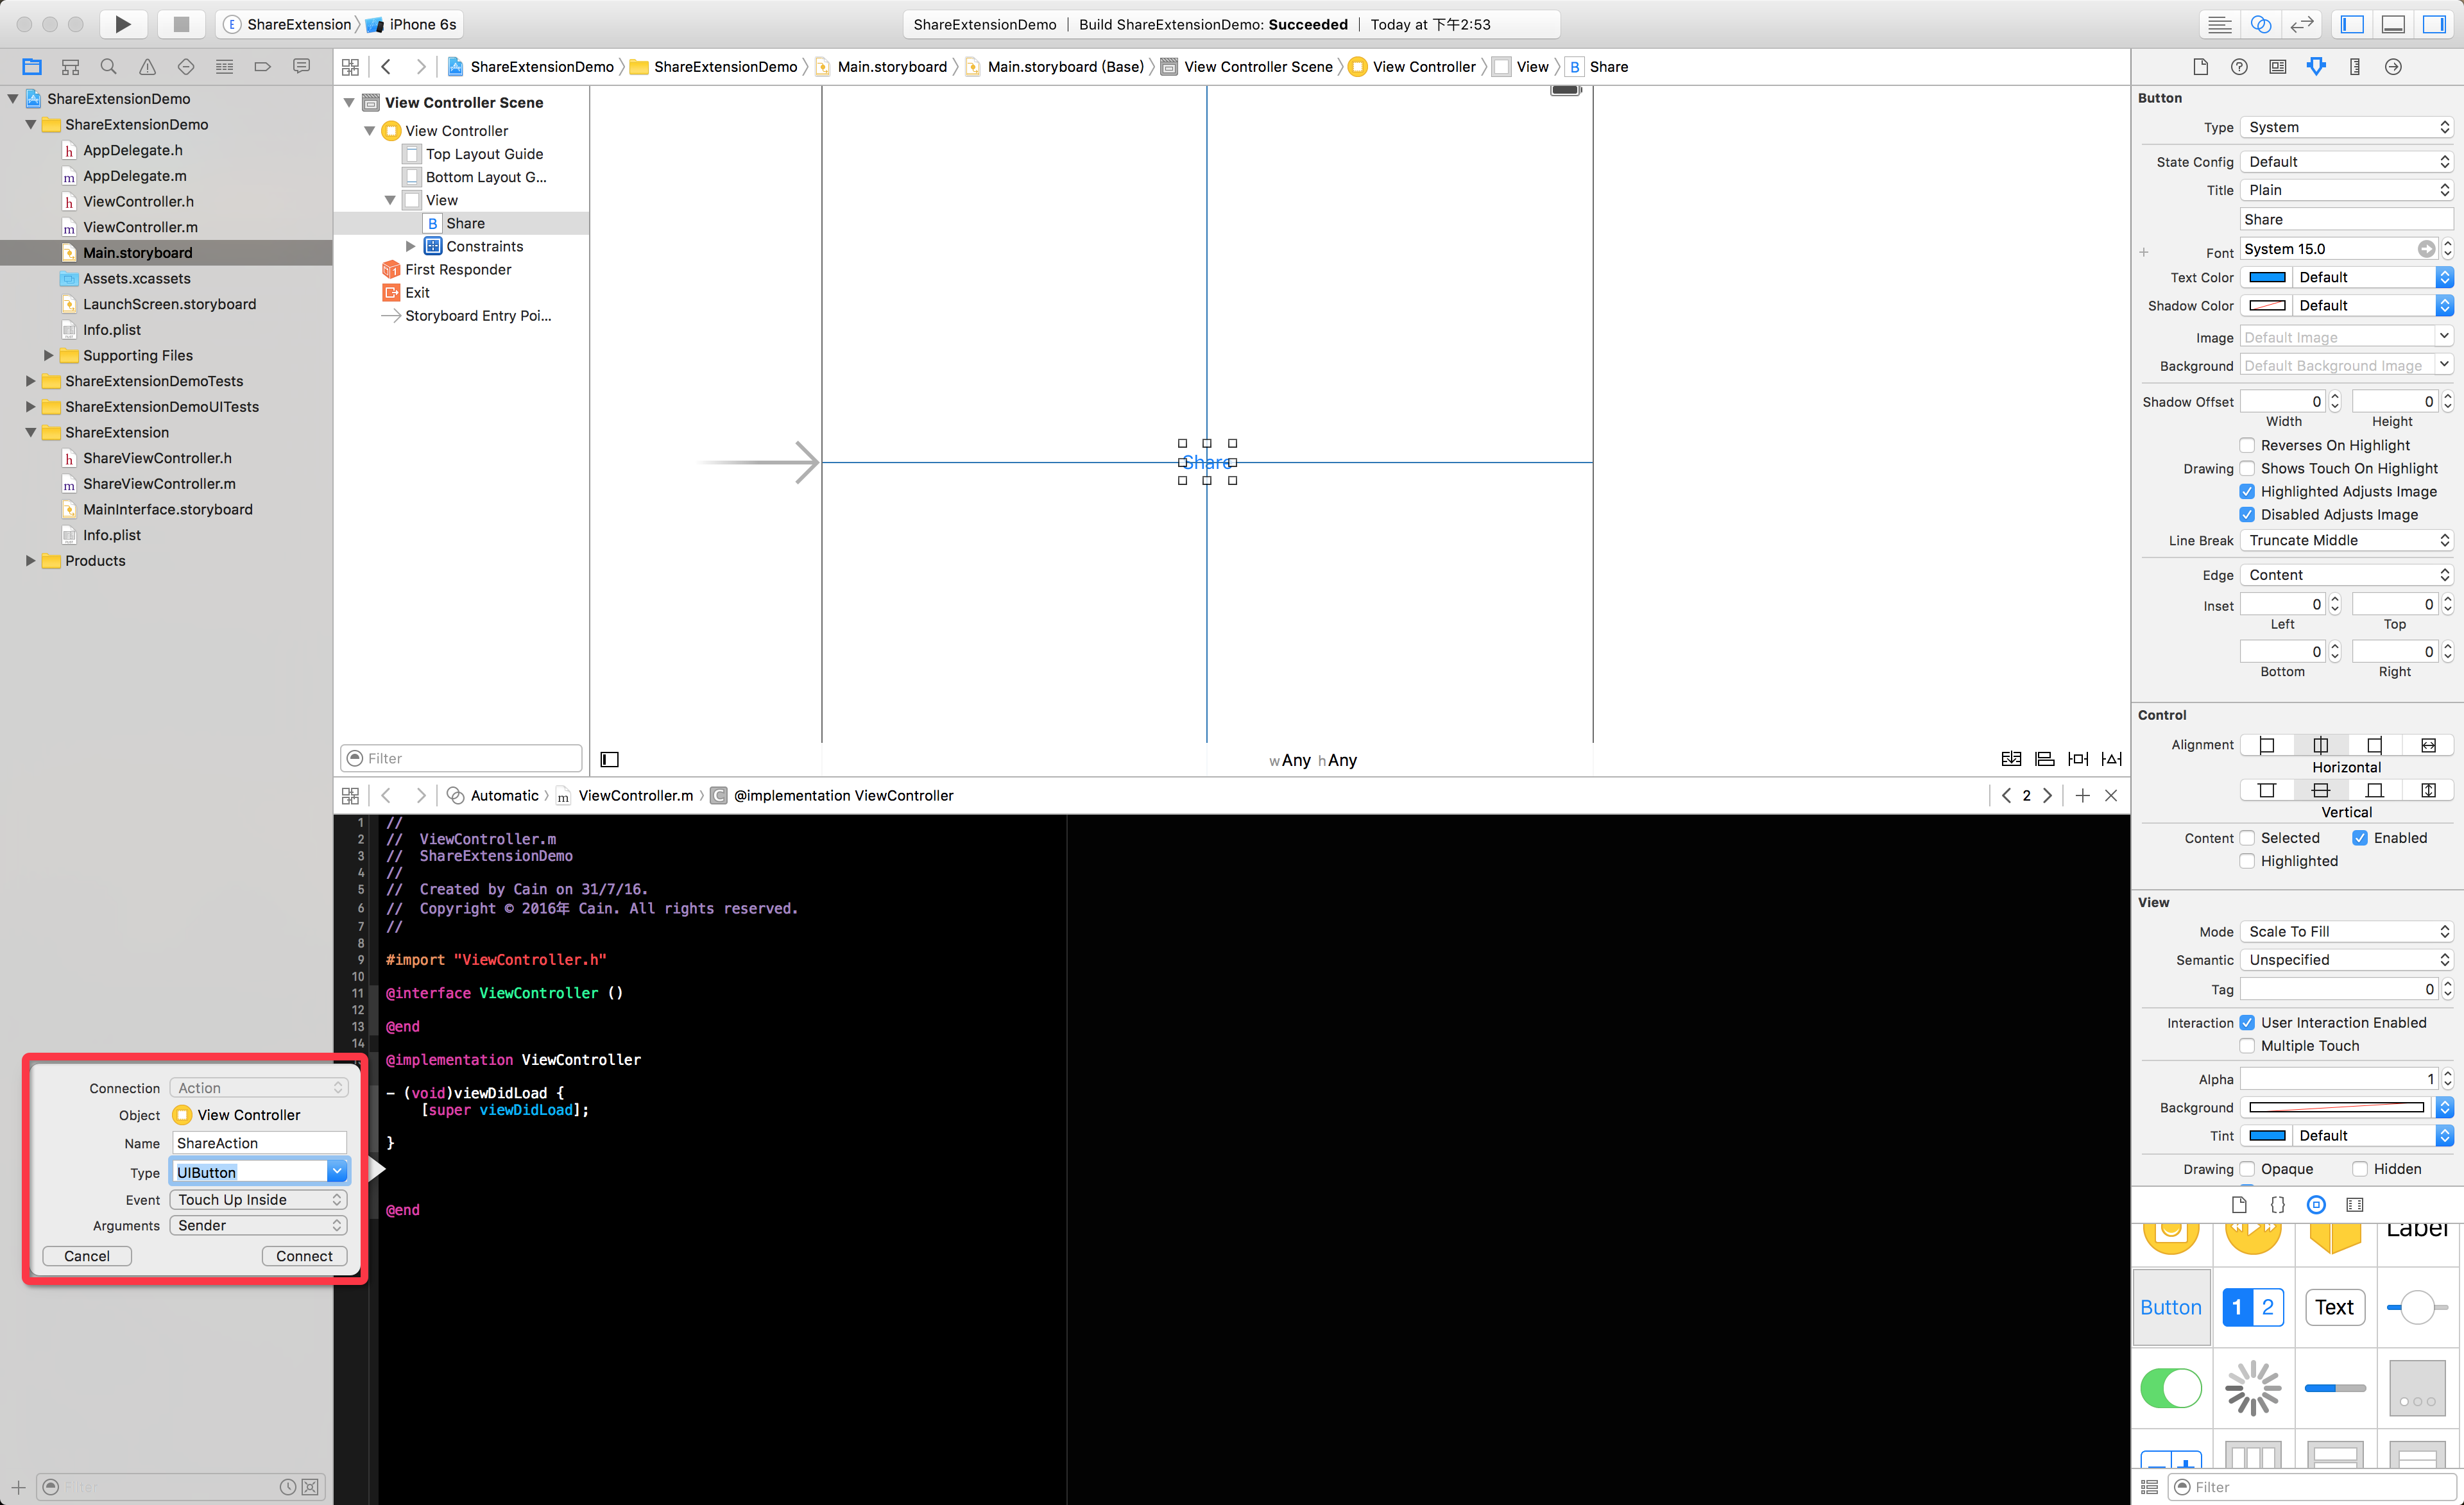 ShareExtension iPhone 6s
ShareExtensionDemo | Build ShareExtensionDemo: Succeeded | Today at 下午2:53
ShareExtensionDemo
ShareExtensionDemo
AppDelegate.h
AppDelegate.m
ViewController.h
ViewController.m
Main.storyboard
Assets.xcassets
LaunchScreen.storyboard
Info.plist
Supporting Files
ShareExtensionDemoTests
ShareExtensionDemoUITests
ShareExtension
ShareViewController.h
ShareViewController.m
MainInterface.storyboard
Info.plist
Products
Connection Action
Object View Controller
Name ShareAction
Type UIButton
Event Touch Up Inside
Arguments Sender
Cancel Connect
Filter
ShareExtensionDemo ShareExtensionDemo Main.storyboard Main.storyboard (Base) View Controller Scene View Controller View B Share
View Controller Scene
View Controller
Top Layout Guide
Bottom Layout G...
View
B Share
Constraints
First Responder
Exit
Storyboard Entry Poi...
Filter
Share
wAny hAny
Automatic m ViewController.m C @implementation ViewController
2
1 //
2 // ViewController.m
3 // ShareExtensionDemo
4 //
5 // Created by Cain on 31/7/16.
6 // Copyright © 2016年 Cain. All rights reserved.
7 //
8
9 #import "ViewController.h"
10
11 @interface ViewController ()
12
13 @end
14
@implementation ViewController
- (void)viewDidLoad {
[super viewDidLoad];
}
@end
Button
Type System
State Config Default
Title Plain
Share
Font System 15.0
Text Color Default
Shadow Color Default
Image Default Image
Background Default Background Image
Shadow Offset 0 0
Width Height
Reverses On Highlight
Drawing Shows Touch On Highlight
Highlighted Adjusts Image
Disabled Adjusts Image
Line Break Truncate Middle
Edge Content
Inset 0 0
Left Top
0 0
Bottom Right
Control
Alignment
Horizontal
Vertical
Content Selected Enabled
Highlighted
View
Mode Scale To Fill
Semantic Unspecified
Tag 0
Interaction User Interaction Enabled
Multiple Touch
Alpha 1
Background
Tint Default
Drawing Opaque Hidden
{}
Label
Button 1 2 Text
Filter